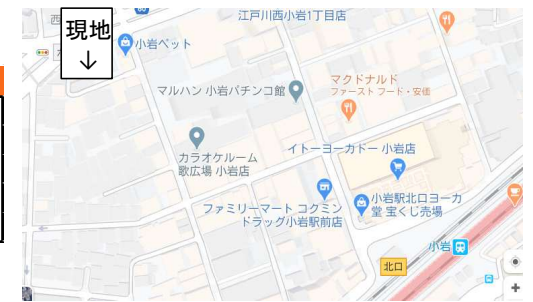 江戸川西小岩1丁目店
西
現地
↓
小岩ペット
マルハン 小岩パチンコ館
マクドナルド
ファースト フード・安価
カラオケルーム
歌広場 小岩店
イトーヨーカドー 小岩店
ファミリーマート コクミン
ドラッグ小岩駅前店
小岩駅北口ヨーカ
堂 宝くじ売場
小岩
北口
+